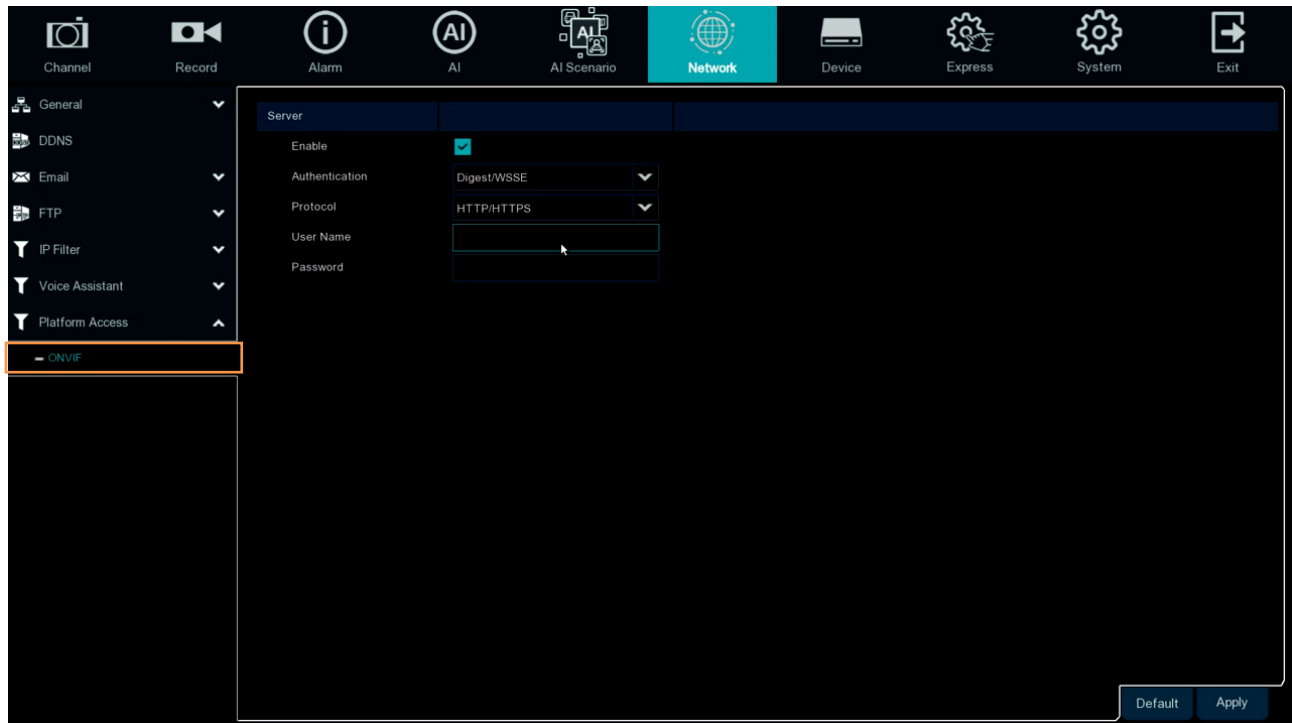 Channel
Record
Alarm
AI
AI Scenario
Network
Device
Express
System
Exit
General
DDNS
Email
FTP
IP Filter
Voice Assistant
Platform Access
ONVIF
Server
Enable
Authentication Digest/WSSE
Protocol HTTP/HTTPS
User Name
Password
Default Apply